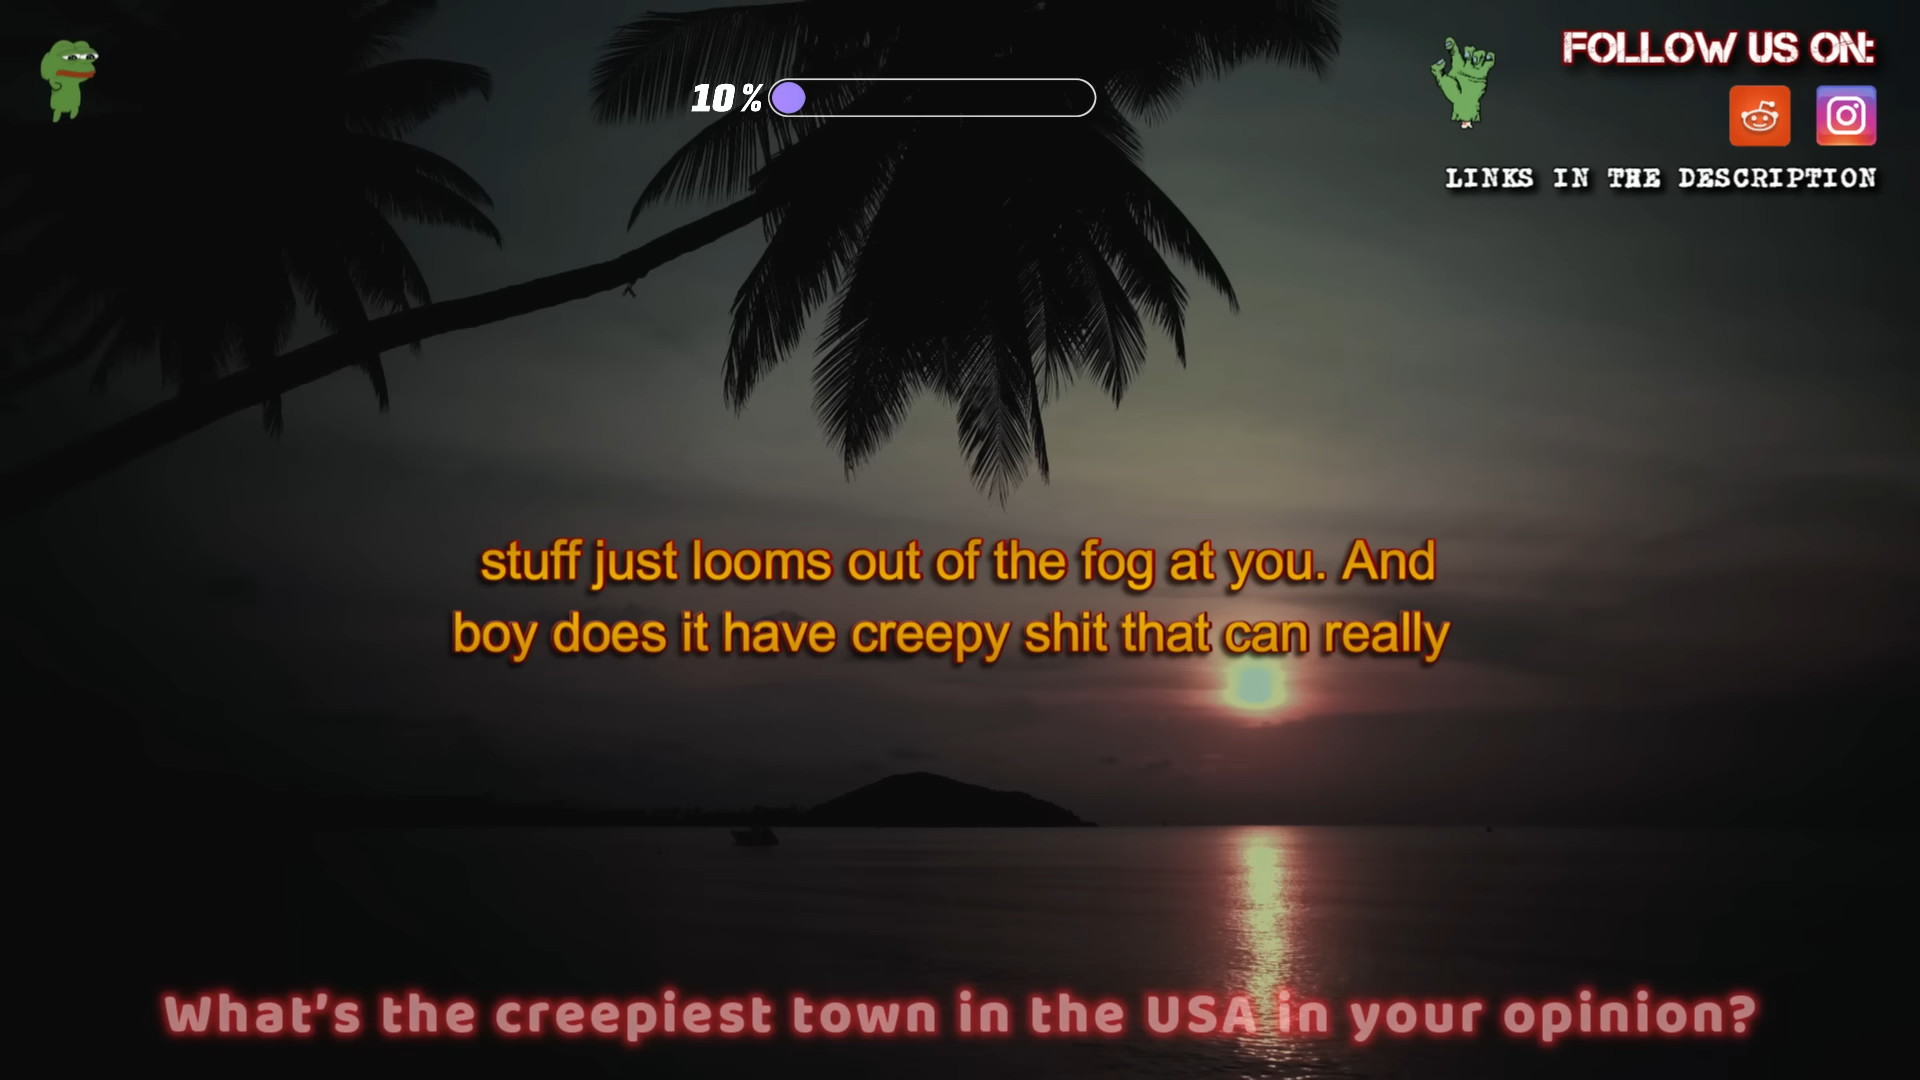 10%
FOLLOW US ON:
LINKS IN THE DESCRIPTION
stuff just looms out of the fog at you. And
boy does it have creepy shit that can really
What's the creepiest town in the USA in your opinion?